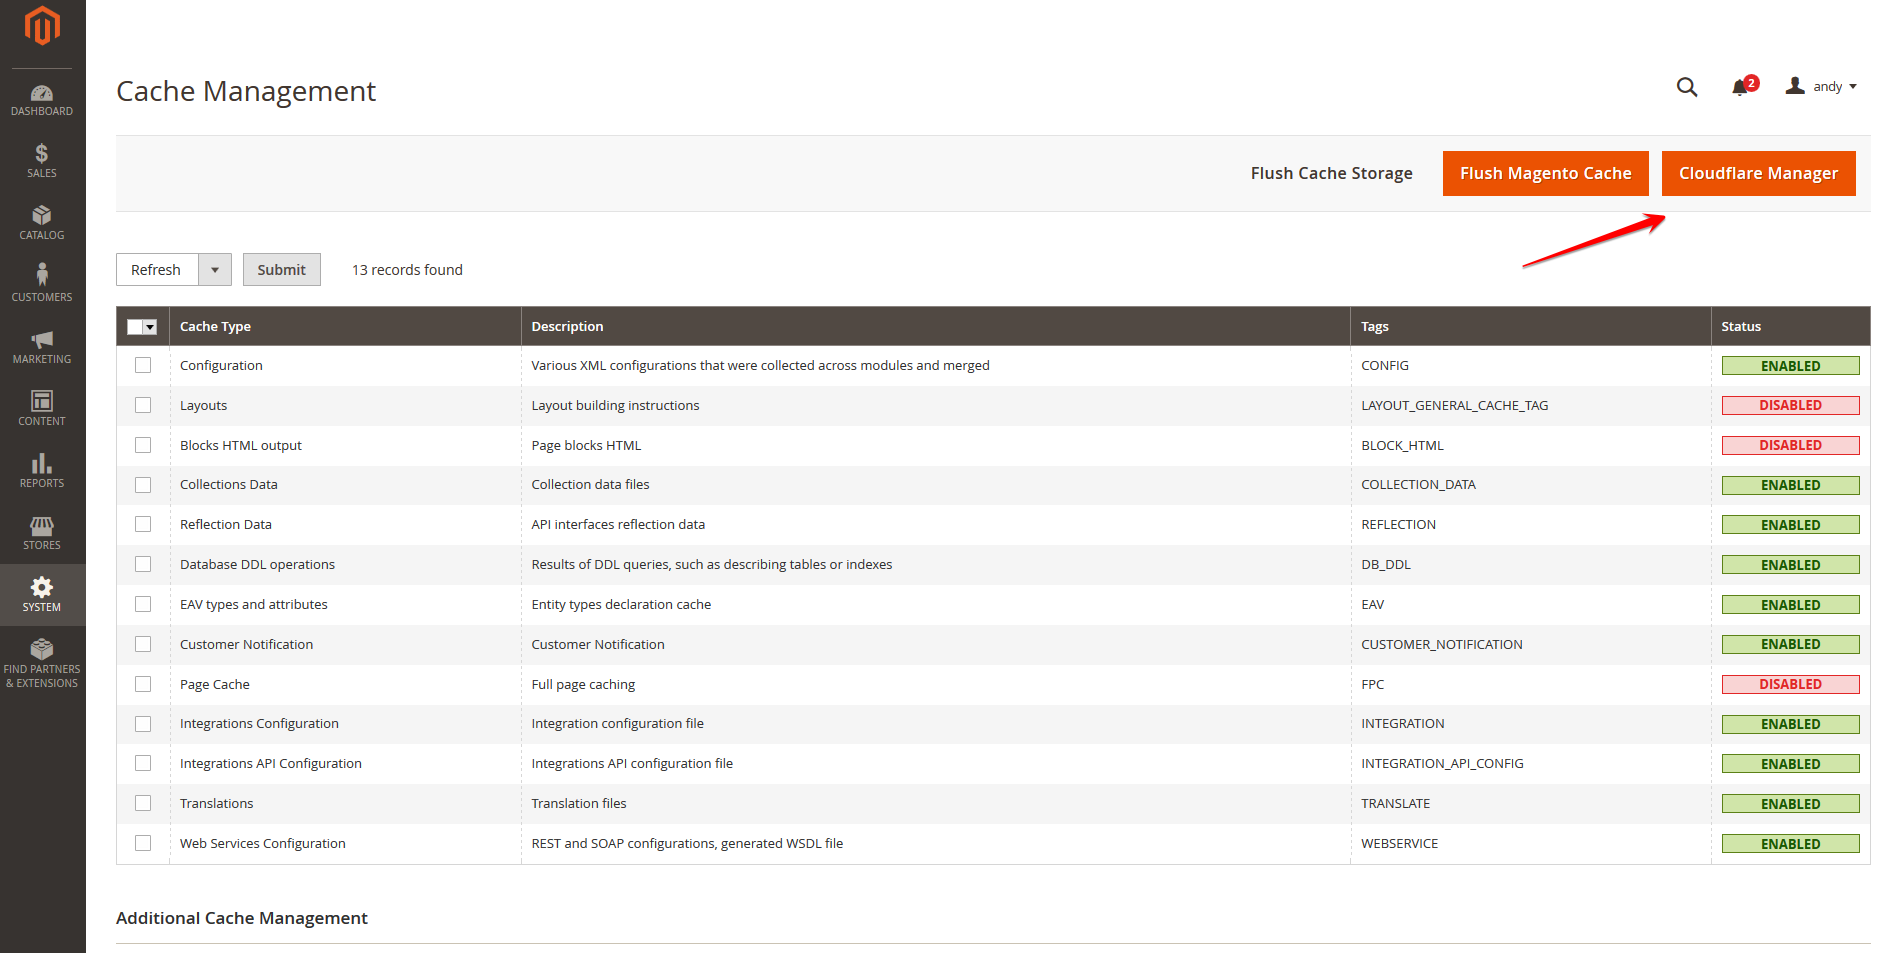 Cache Management
2
andy
DASHBOARD
SALES
CATALOG
CUSTOMERS
MARKETING
CONTENT
REPORTS
STORES
SYSTEM
FIND PARTNERS
& EXTENSIONS
Flush Cache Storage Flush Magento Cache Cloudflare Manager
Refresh Submit 13 records found
Cache Type Description Tags Status
Configuration Various XML configurations that were collected across modules and merged CONFIG ENABLED
Layouts Layout building instructions LAYOUT_GENERAL_CACHE_TAG DISABLED
Blocks HTML output Page blocks HTML BLOCK_HTML DISABLED
Collections Data Collection data files COLLECTION_DATA ENABLED
Reflection Data API interfaces reflection data REFLECTION ENABLED
Database DDL operations Results of DDL queries, such as describing tables or indexes DB_DDL ENABLED
EAV types and attributes Entity types declaration cache EAV ENABLED
Customer Notification Customer Notification CUSTOMER_NOTIFICATION ENABLED
Page Cache Full page caching FPC DISABLED
Integrations Configuration Integration configuration file INTEGRATION ENABLED
Integrations API Configuration Integrations API configuration file INTEGRATION_API_CONFIG ENABLED
Translations Translation files TRANSLATE ENABLED
Web Services Configuration REST and SOAP configurations, generated WSDL file WEBSERVICE ENABLED
Additional Cache Management